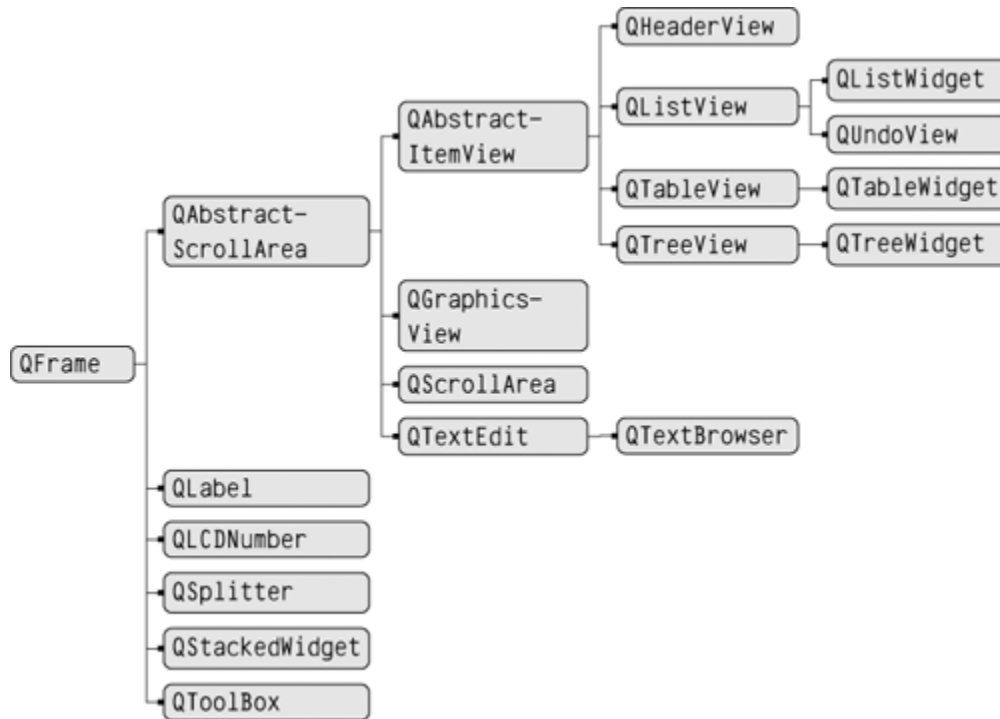 QHeaderView
QListWidget
QListView
QAbstract-
ItemView
QUndoView
QTableView
QTableWidget
QAbstract-
ScrollArea
QTreeView
QTreeWidget
QGraphics-
View
QFrame
QScrollArea
QTextEdit
QTextBrowser
QLabel
QLCDNumber
QSplitter
QStackedWidget
QToolBox